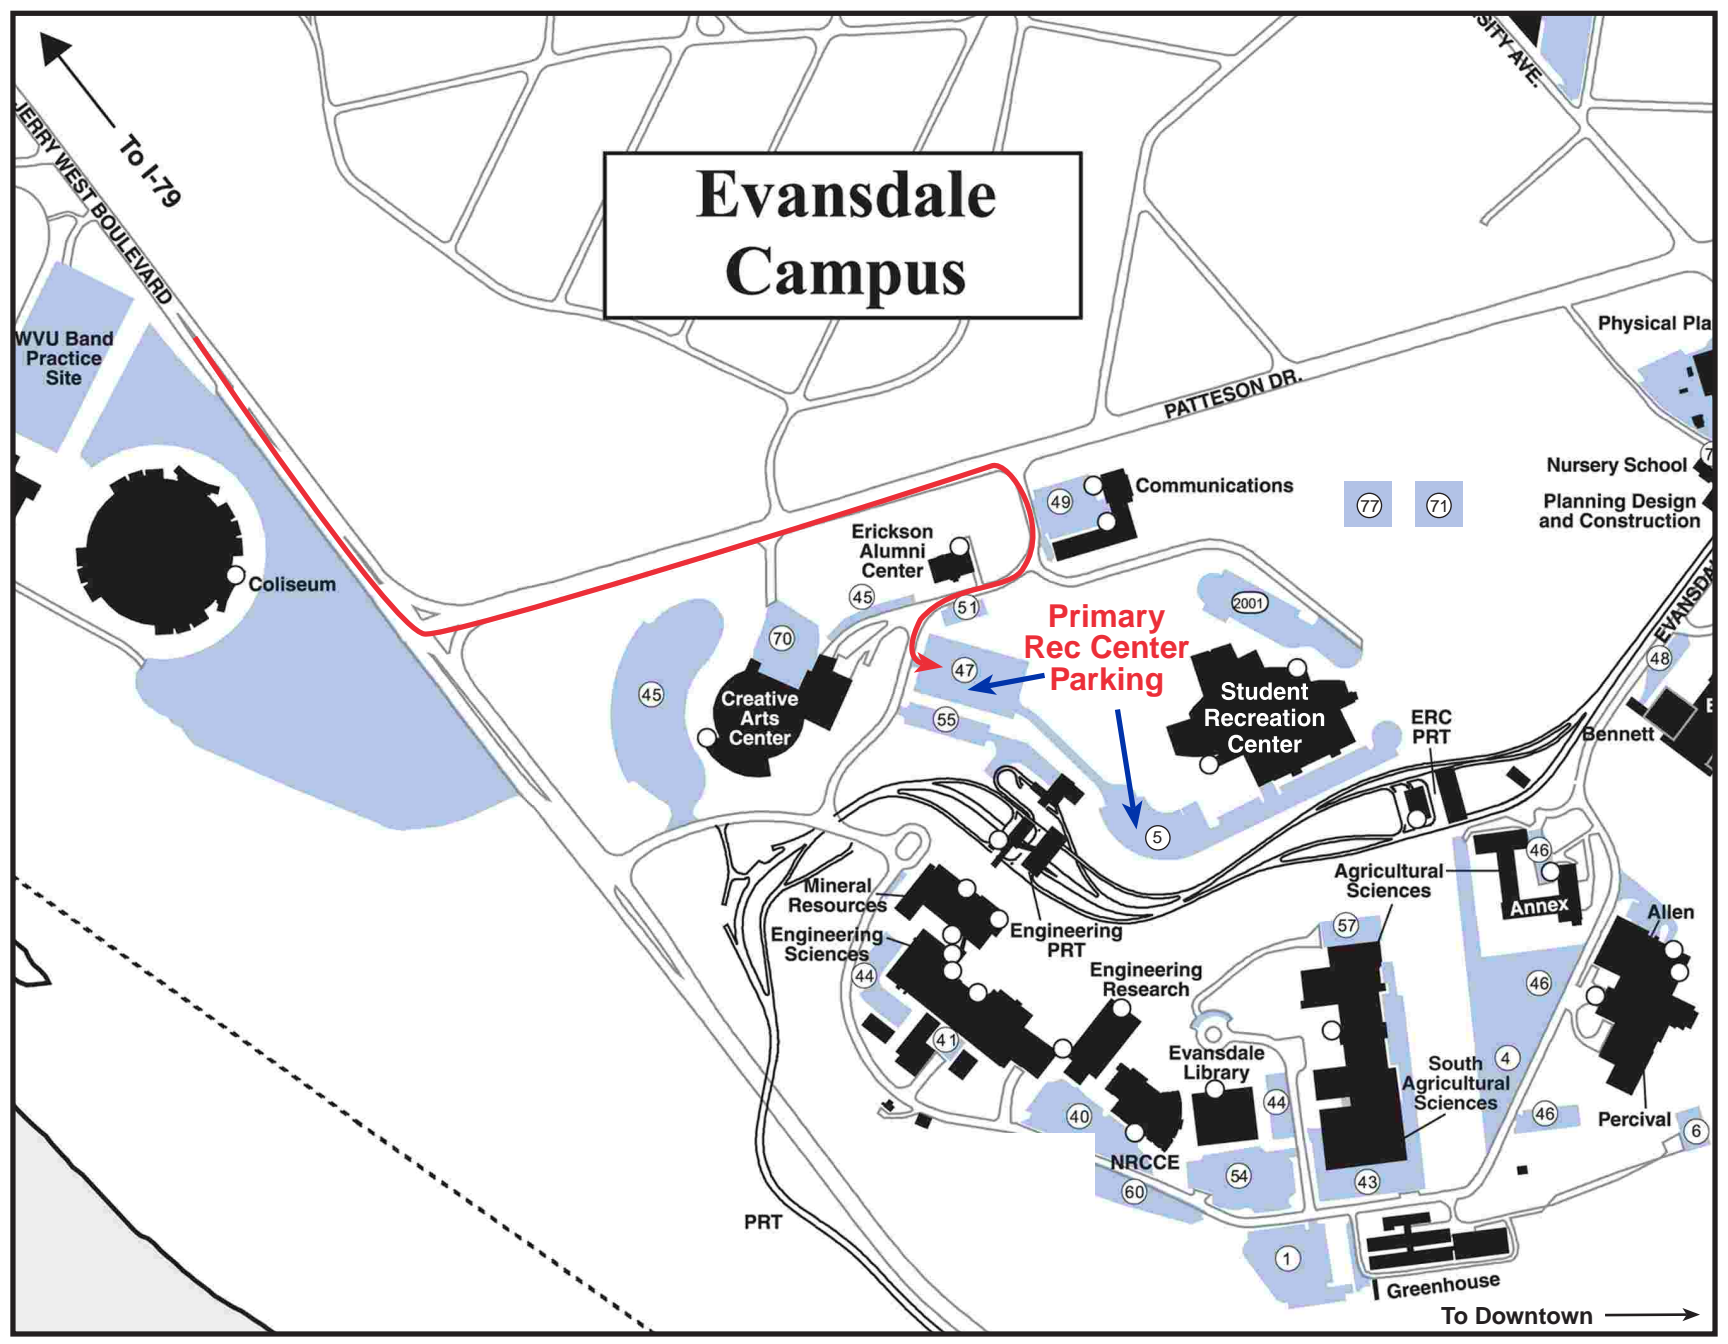 Evansdale
Campus
SITY AVE.
To I-79
JERRY WEST BOULEVARD
WVU Band
Practice
Site
Physical Pla
PATTESON DR.
Nursery School
Planning Design
and Construction
Communications
49
77
71
7
Erickson
Alumni
Center
Coliseum
45
51
2001
EVANSDA
Primary
Rec Center
Parking
70
47
48
45
Creative
Arts
Center
55
Student
Recreation
Center
ERC
PRT
Bennett
E
5
46
Agricultural
Sciences
Annex
Mineral
Resources
Engineering
Sciences
Engineering
PRT
57
Allen
44
Engineering
Research
46
41
Evansdale
Library
4
South
Agricultural
Sciences
40
44
46
Percival
6
NRCCE
54
43
60
PRT
1
Greenhouse
To Downtown